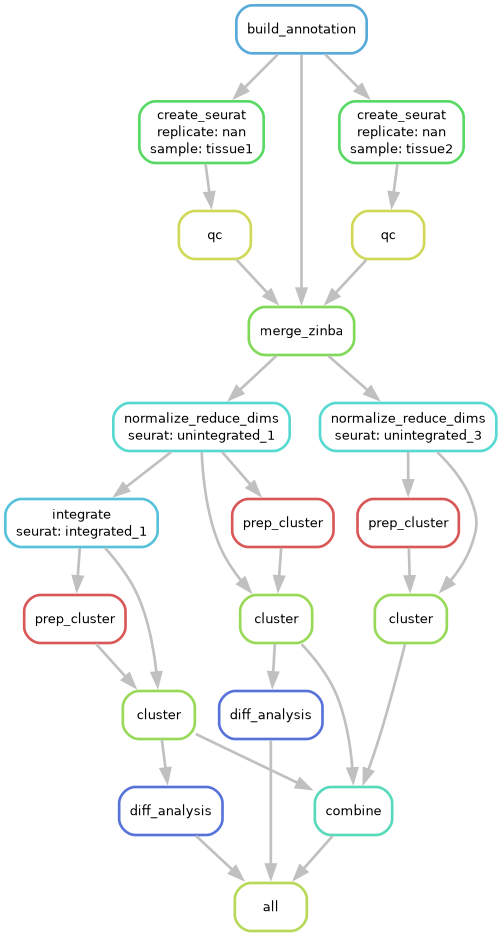 build_annotation
create_seurat
replicate: nan
sample: tissue1
create_seurat
replicate: nan
sample: tissue2
qc
qc
merge_zinba
normalize_reduce_dims
seurat: unintegrated_1
normalize_reduce_dims
seurat: unintegrated_3
integrate
seurat: integrated_1
prep_cluster
prep_cluster
prep_cluster
cluster
cluster
cluster
diff_analysis
diff_analysis
combine
all